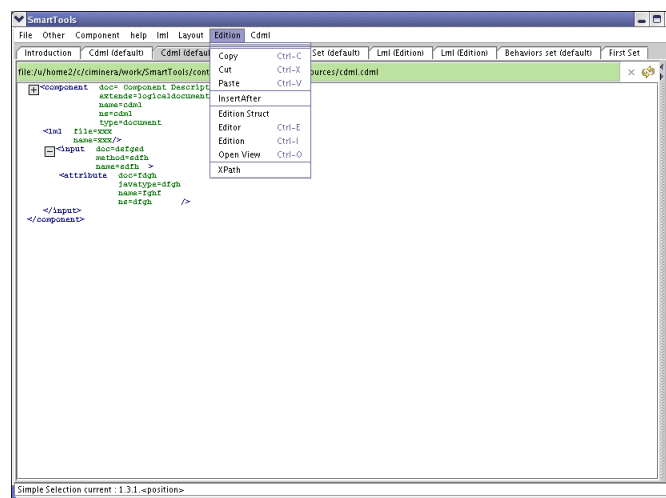 SmartTools
File Other Component help lml Layout Edition Cdml
Introduction Cdml (default) Cdml (defaul Set (default) Lml (Edition) Lml (Edition) Behaviors set (default) First Set
file:/u/home2/c/ciminera/work/SmartTools/cont ources/cdml.cdml
Copy Ctrl-C
Cut Ctrl-X
Paste Ctrl-V
InsertAfter
Edition Struct
Editor Ctrl-E
Edition Ctrl-I
Open View Ctrl-O
XPath
<component doc= Component Descript
extends=logicaldocument
name=cdml
ns=cdml
type=document
<lml file=xxx
name=xxx/>
<input doc=dsfgsd
method=sdfh
name=sdfh >
<attribute doc=fdgh
javatype=dfgh
name=fghf
ns=dfgh />
</input>
</component>
Simple Selection current : 1.3.1.<position>